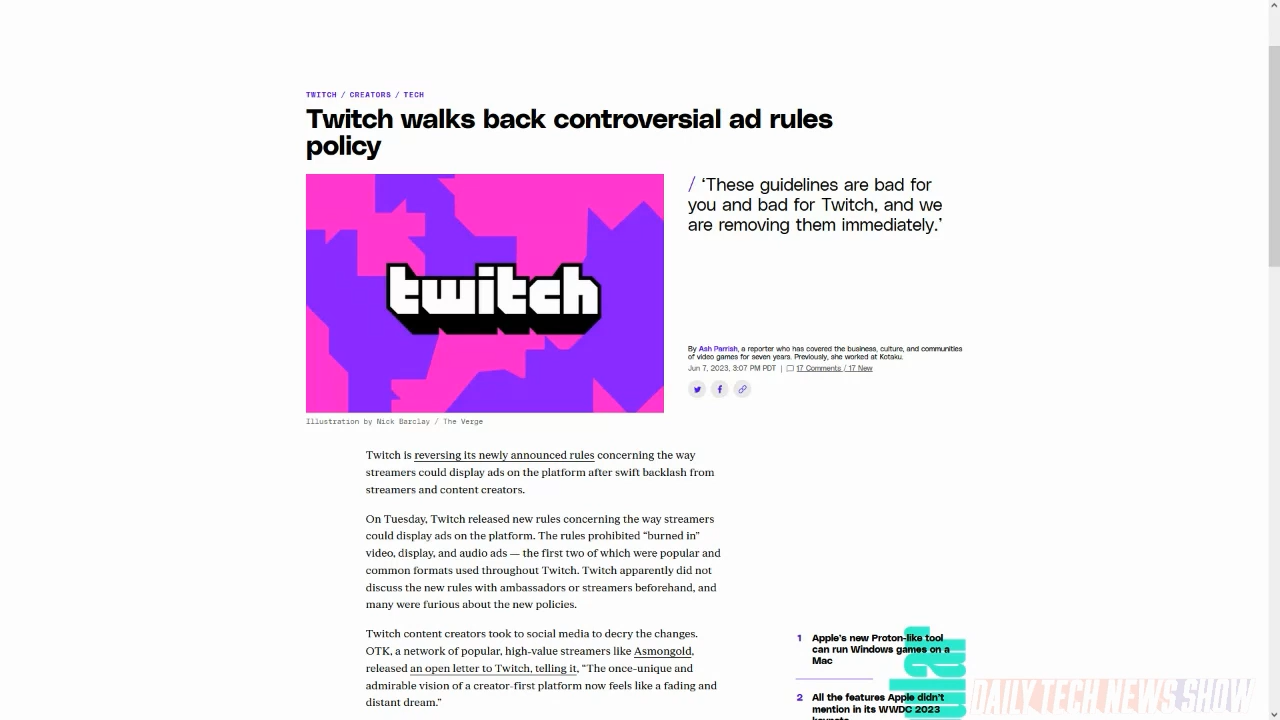 TWITCH / CREATORS / TECH
Twitch walks back controversial ad rules
policy
twitch
/ ‘These guidelines are bad for
you and bad for Twitch, and we
are removing them immediately.’
By Ash Parrish, a reporter who has covered the business, culture, and communities
of video games for seven years. Previously, she worked at Kotaku.
Jun 7, 2023, 3:07 PM PDT | 17 Comments / 17 New
Illustration by Nick Barclay / The Verge
Twitch is reversing its newly announced rules concerning the way
streamers could display ads on the platform after swift backlash from
streamers and content creators.
On Tuesday, Twitch released new rules concerning the way streamers
could display ads on the platform. The rules prohibited “burned in”
video, display, and audio ads — the first two of which were popular and
common formats used throughout Twitch. Twitch apparently did not
discuss the new rules with ambassadors or streamers beforehand, and
many were furious about the new policies.
Twitch content creators took to social media to decry the changes.
OTK, a network of popular, high-value streamers like Asmongold,
released an open letter to Twitch, telling it, “The once-unique and
admirable vision of a creator-first platform now feels like a fading and
distant dream.”
1 Apple’s new Proton-like tool
can run Windows games on a
Mac
2 All the features Apple didn’t
mention in its WWDC 2023
DAILY TECH NEWS SHOW